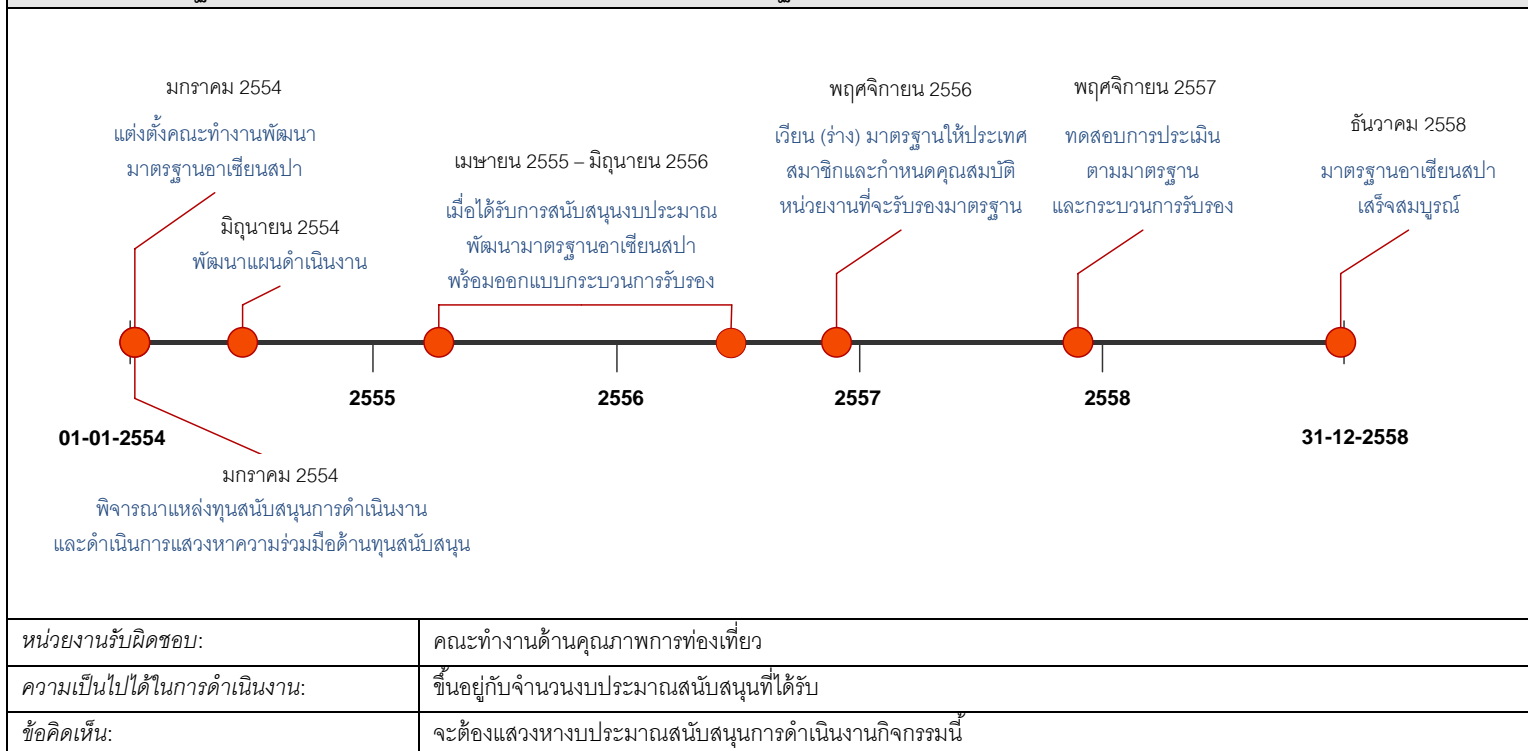 มกราคม 2554
แต่งตั้งคณะทำงานพัฒนา
มาตรฐานอาเซียนสปา
มิถุนายน 2554
พัฒนาแผนดำเนินงาน
เมษายน 2555 – มิถุนายน 2556
เมื่อได้รับการสนับสนุนงบประมาณ
พัฒนามาตรฐานอาเซียนสปา
พร้อมออกแบบกระบวนการรับรอง
พฤศจิกายน 2556
เวียน (ร่าง) มาตรฐานให้ประเทศ
สมาชิกและกำหนดคุณสมบัติ
หน่วยงานที่จะรับรองมาตรฐาน
พฤศจิกายน 2557
ทดสอบการประเมิน
ตามมาตรฐาน
และกระบวนการรับรอง
ธันวาคม 2558
มาตรฐานอาเซียนสปา
เสร็จสมบูรณ์
2555
2556
2557
2558
01-01-2554
31-12-2558
มกราคม 2554
พิจารณาแหล่งทุนสนับสนุนการดำเนินงาน
และดำเนินการแสวงหาความร่วมมือด้านทุนสนับสนุน
หน่วยงานรับผิดชอบ: คณะทำงานด้านคุณภาพการท่องเที่ยว
ความเป็นไปได้ในการดำเนินงาน: ขึ้นอยู่กับจำนวนงบประมาณสนับสนุนที่ได้รับ
ข้อคิดเห็น: จะต้องแสวงหางบประมาณสนับสนุนการดำเนินงานกิจกรรมนี้